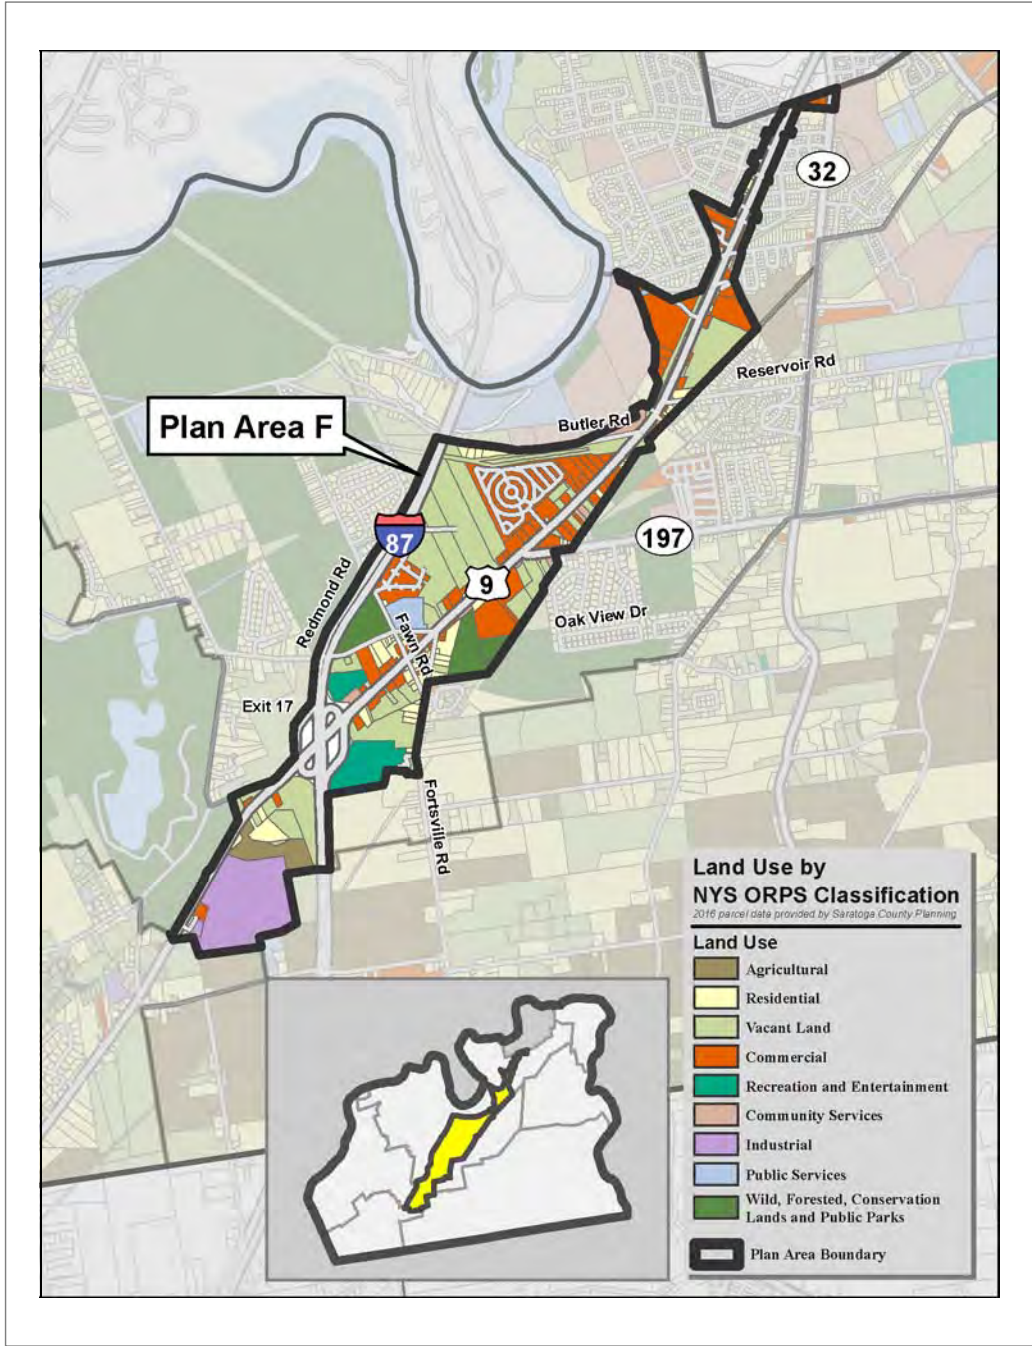 32
Reservoir Rd
Butler Rd
Plan Area F
87
197
9
Redmond Rd
Oak View Dr
Fawn Rd
Exit 17
Fortsville Rd
Land Use by
NYS ORPS Classification
2016 parcel data provided by Saratoga County Planning
Land Use
Agricultural
Residential
Vacant Land
Commercial
Recreation and Entertainment
Community Services
Industrial
Public Services
Wild, Forested, Conservation
Lands and Public Parks
Plan Area Boundary